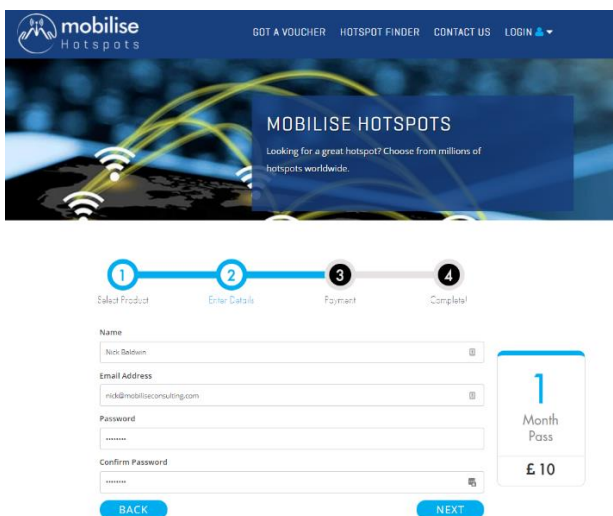 mobilise
Hotspots
GOT A VOUCHER HOTSPOT FINDER CONTACT US LOGIN
MOBILISE HOTSPOTS
Looking for a great hotspot? Choose from millions of
hotspots worldwide.
1 2 3 4
Select Product Enter Details Payment Complete!
Name
Nick Baldwin
Email Address
nick@mobiliseconsulting.com
Password
········
Confirm Password
········
1
Month
Pass
£10
BACK NEXT